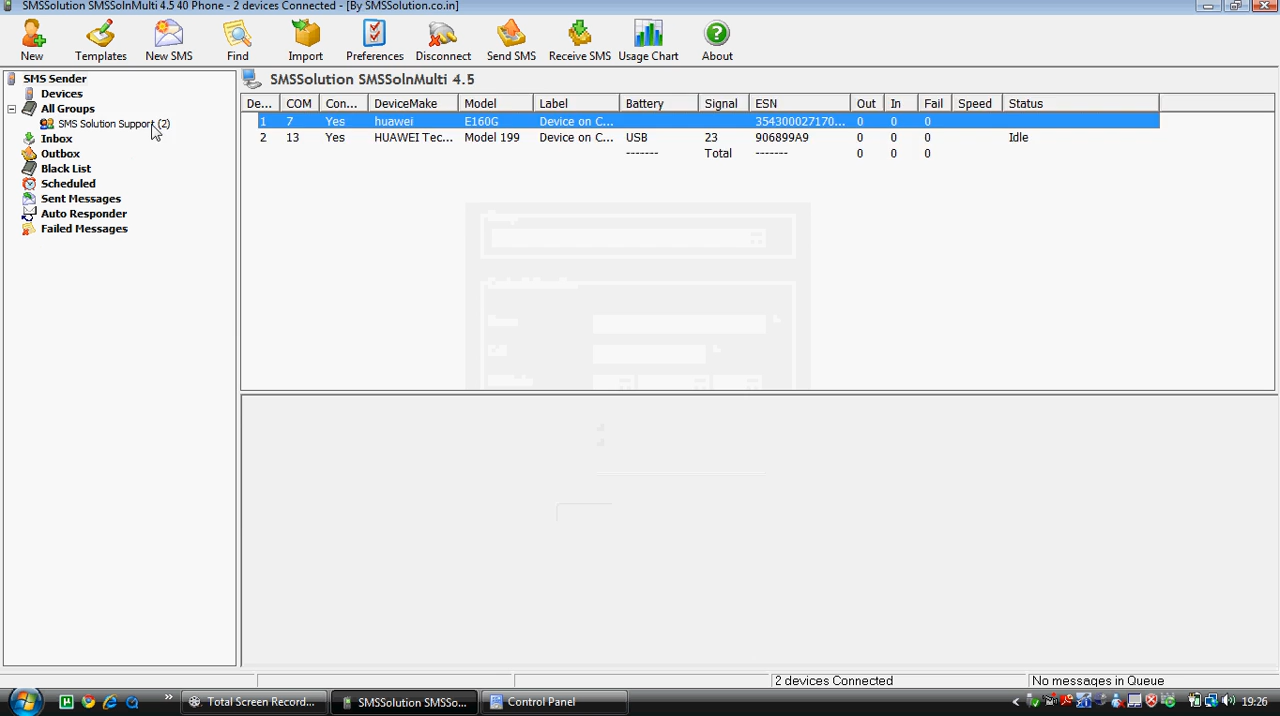 SMSSolution SMSSolnMulti 4.5 40 Phone - 2 devices Connected - [By SMSSolution.co.in]
New Templates New SMS Find Import Preferences Disconnect Send SMS Receive SMS Usage Chart About
SMS Sender
Devices
All Groups
SMS Solution Support (2)
Inbox
Outbox
Black List
Scheduled
Sent Messages
Auto Responder
Failed Messages
SMSSolution SMSSolnMulti 4.5
De... COM Con... DeviceMake Model Label Battery Signal ESN Out In Fail Speed Status
1 7 Yes huawei E160G Device on C... 354300027170... 0 0 0
2 13 Yes HUAWEI Tec... Model 199 Device on C... USB 23 906899A9 0 0 0 Idle
------- Total ------- 0 0 0
2 devices Connected No messages in Queue
Total Screen Record... SMSSolution SMSSo... Control Panel 19:26